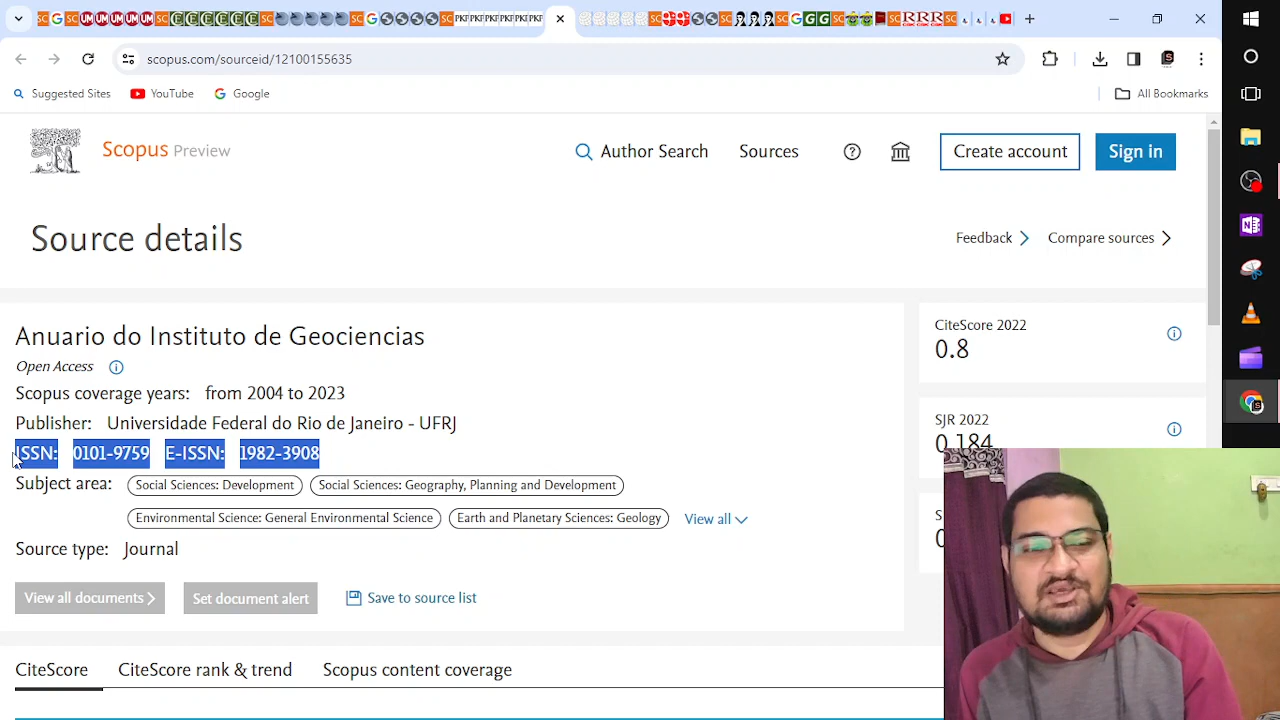 scopus.com/sourceid/12100155635
Suggested Sites YouTube Google All Bookmarks
Scopus Preview Author Search Sources Create account Sign in
Source details Feedback Compare sources
Anuario do Instituto de Geociencias
Open Access
Scopus coverage years: from 2004 to 2023
Publisher: Universidade Federal do Rio de Janeiro - UFRJ
ISSN: 0101-9759 E-ISSN: 1982-3908
Subject area: Social Sciences: Development Social Sciences: Geography, Planning and Development
Environmental Science: General Environmental Science Earth and Planetary Sciences: Geology View all
Source type: Journal
View all documents Set document alert Save to source list
CiteScore 2022
0.8
SJR 2022
0.184
CiteScore CiteScore rank & trend Scopus content coverage